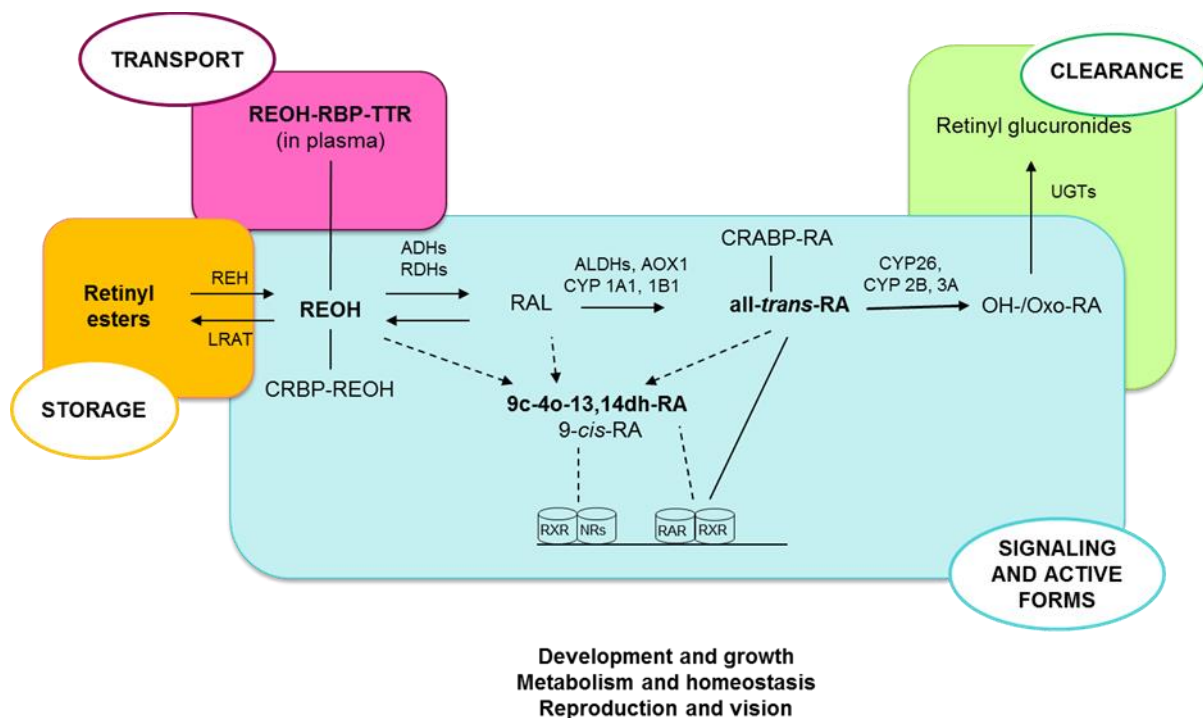 TRANSPORT
REOH-RBP-TTR
(in plasma)
CLEARANCE
Retinyl glucuronides
UGTs
Retinyl
esters
REH
LRAT
STORAGE
REOH
CRBP-REOH
ADHs
RDHs
RAL
ALDHs, AOX1
CYP 1A1, 1B1
CRABP-RA
all-trans-RA
CYP26,
CYP 2B, 3A
OH-/Oxo-RA
9c-4o-13,14dh-RA
9-cis-RA
RXR NRs
RAR RXR
SIGNALING
AND ACTIVE
FORMS
Development and growth
Metabolism and homeostasis
Reproduction and vision